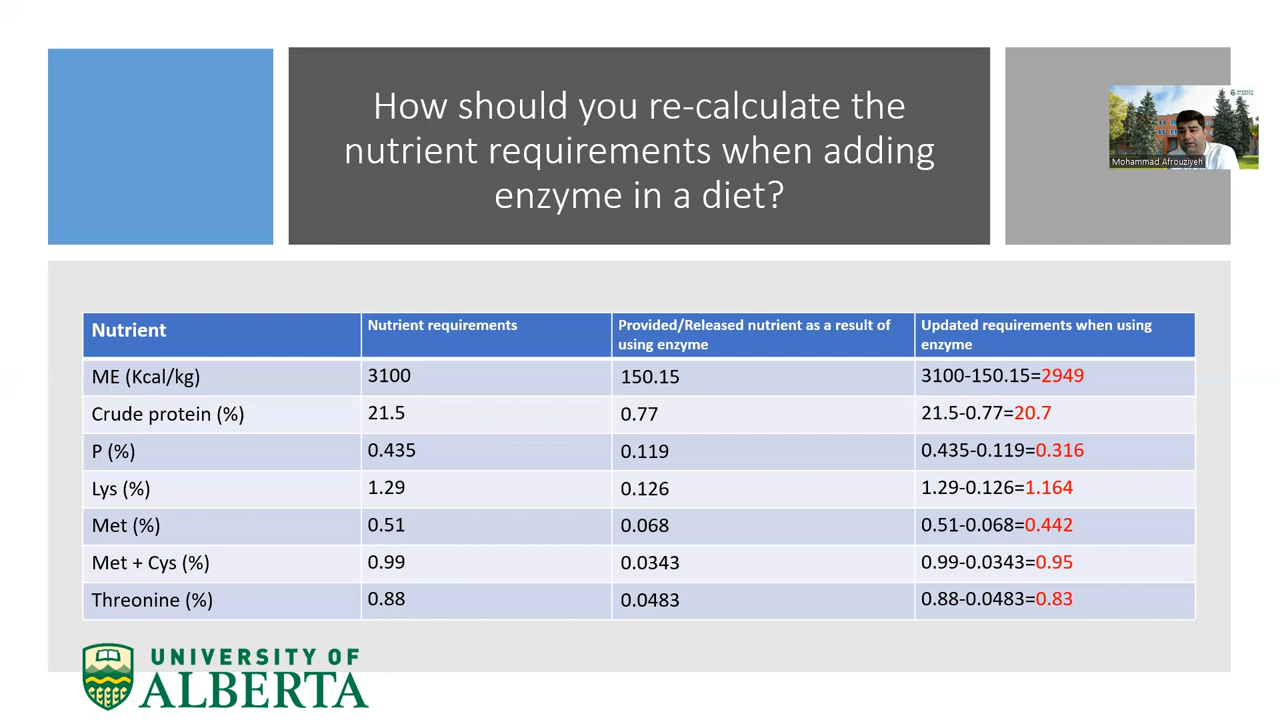 How should you re-calculate the
nutrient requirements when adding
enzyme in a diet?
Mohammad Afrouziyeh
Nutrient
Nutrient requirements
Provided/Released nutrient as a result of
using enzyme
Updated requirements when using
enzyme
ME (Kcal/kg)
3100
150.15
3100-150.15=2949
Crude protein (%)
21.5
0.77
21.5-0.77=20.7
P (%)
0.435
0.119
0.435-0.119=0.316
Lys (%)
1.29
0.126
1.29-0.126=1.164
Met (%)
0.51
0.068
0.51-0.068=0.442
Met + Cys (%)
0.99
0.0343
0.99-0.0343=0.95
Threonine (%)
0.88
0.0483
0.88-0.0483=0.83
UNIVERSITY OF
ALBERTA